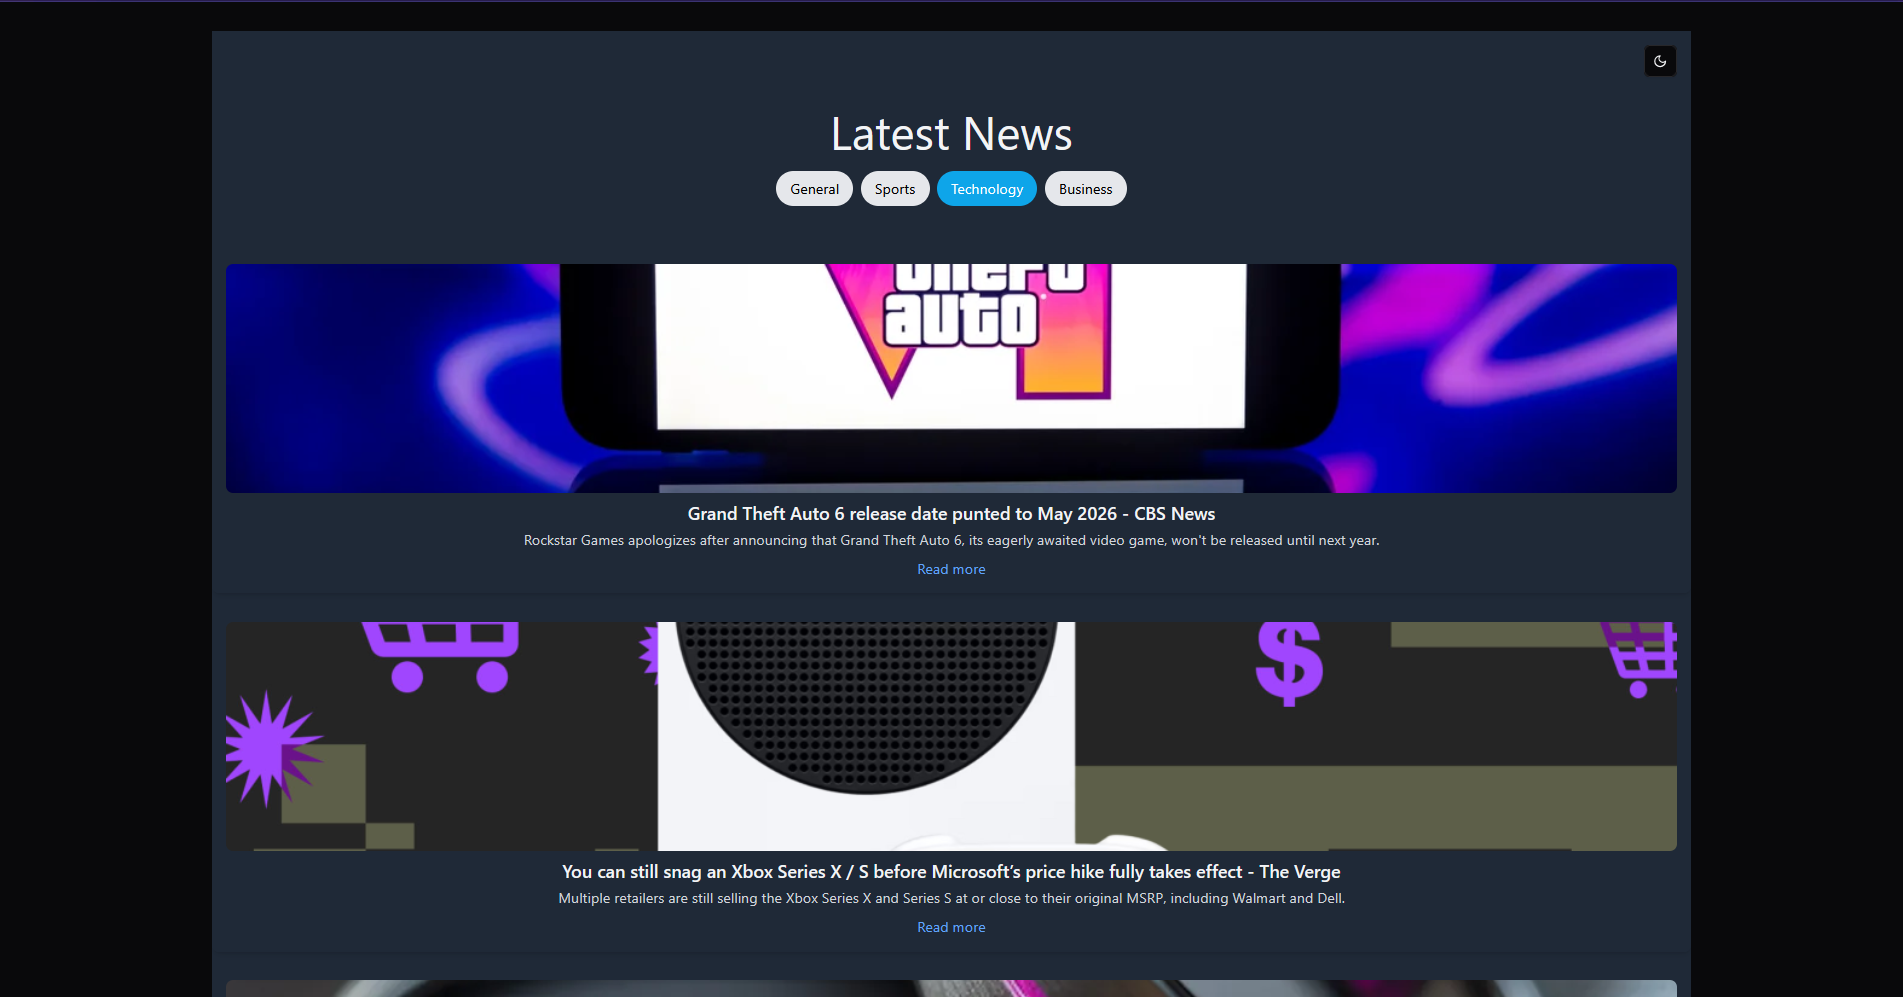 Latest News
General Sports Technology Business
auto
Grand Theft Auto 6 release date punted to May 2026 - CBS News
Rockstar Games apologizes after announcing that Grand Theft Auto 6, its eagerly awaited video game, won't be released until next year.
Read more
$
You can still snag an Xbox Series X / S before Microsoft’s price hike fully takes effect - The Verge
Multiple retailers are still selling the Xbox Series X and Series S at or close to their original MSRP, including Walmart and Dell.
Read more